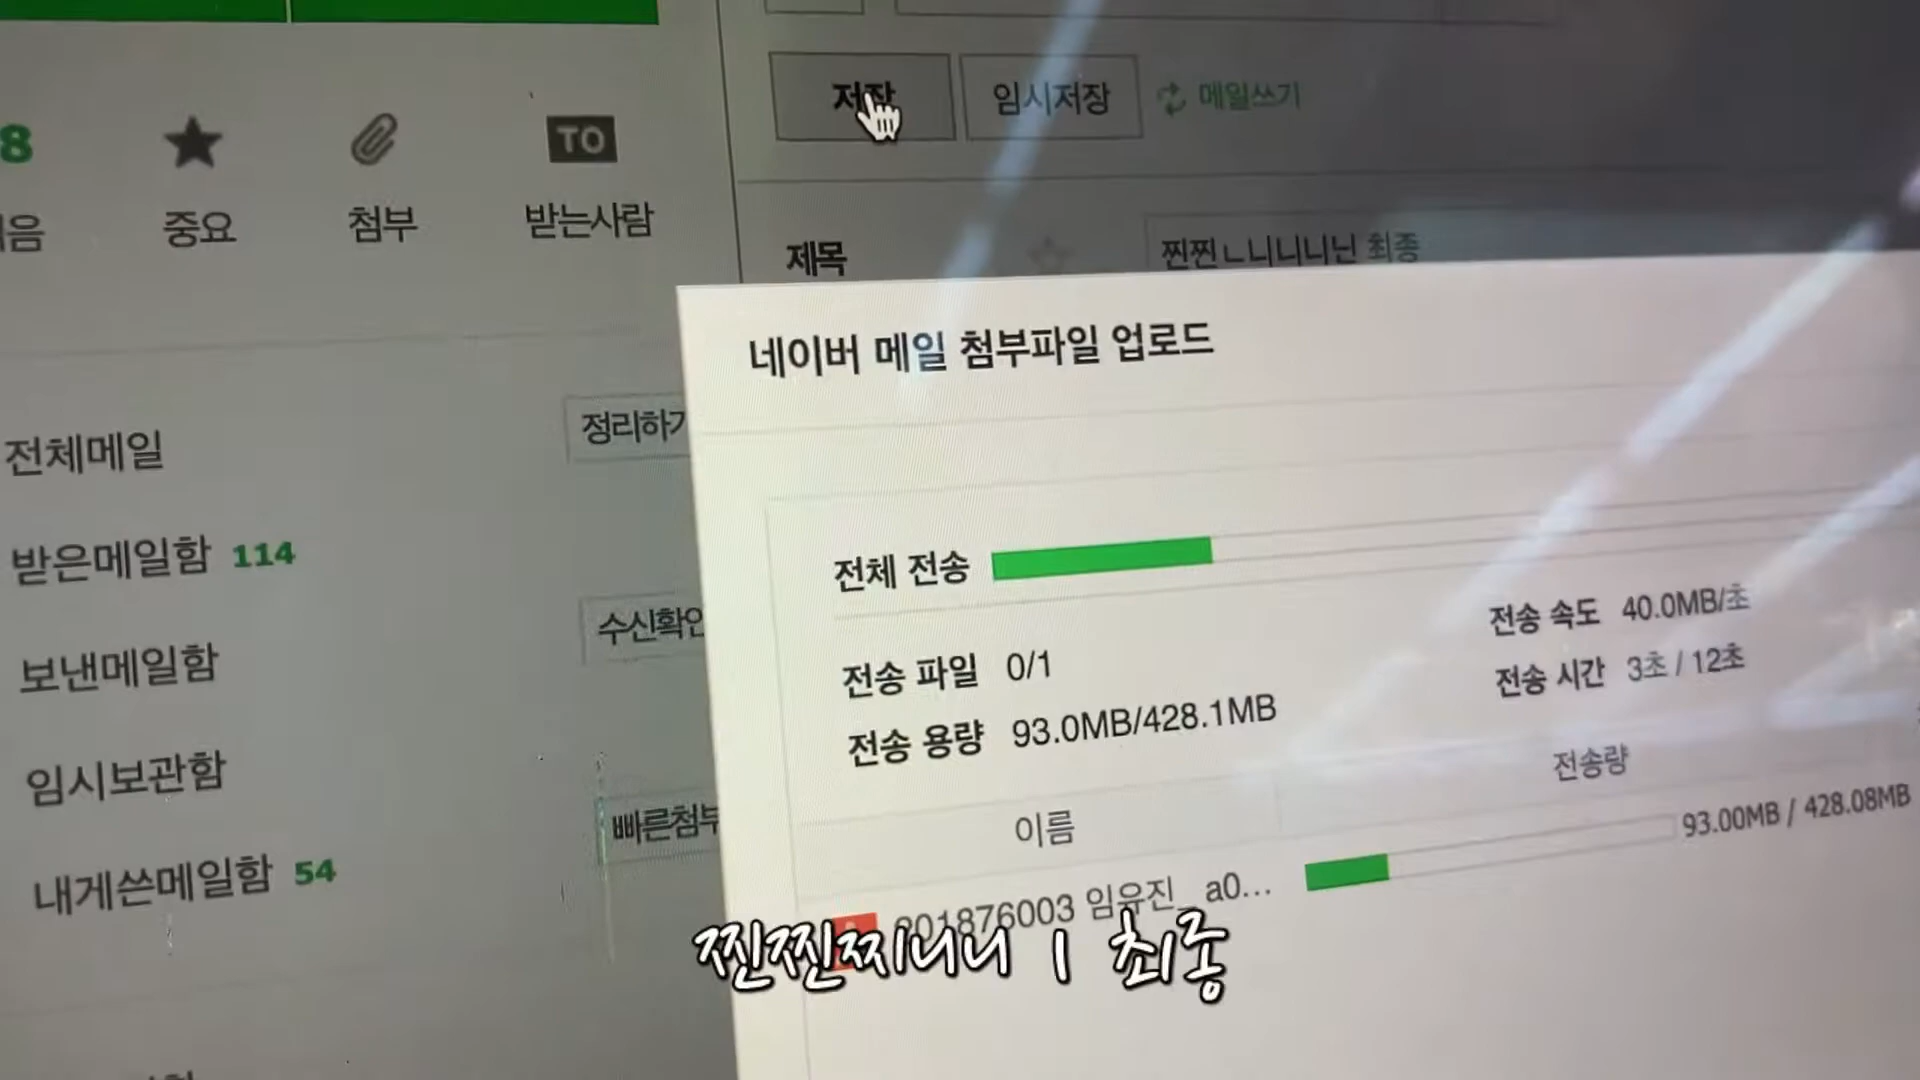 저장 임시저장 메일쓰기
8 중요 첨부 TO 받는사람
제목 찐찐ㄴ니니니닌 최종
네이버 메일 첨부파일 업로드
전체메일 정리하기
전체 전송
받은메일함 114
전송 속도 40.0MB/초
수신확인
전송 파일 0/1
전송 시간 3초 / 12초
보낸메일함
전송 용량 93.0MB/428.1MB
임시보관함
빠른첨부
이름 전송량
93.00MB / 428.08MB
내게쓴메일함 54
201876003 임유진_ a0...
찐찐찌니니ㅣ 최종